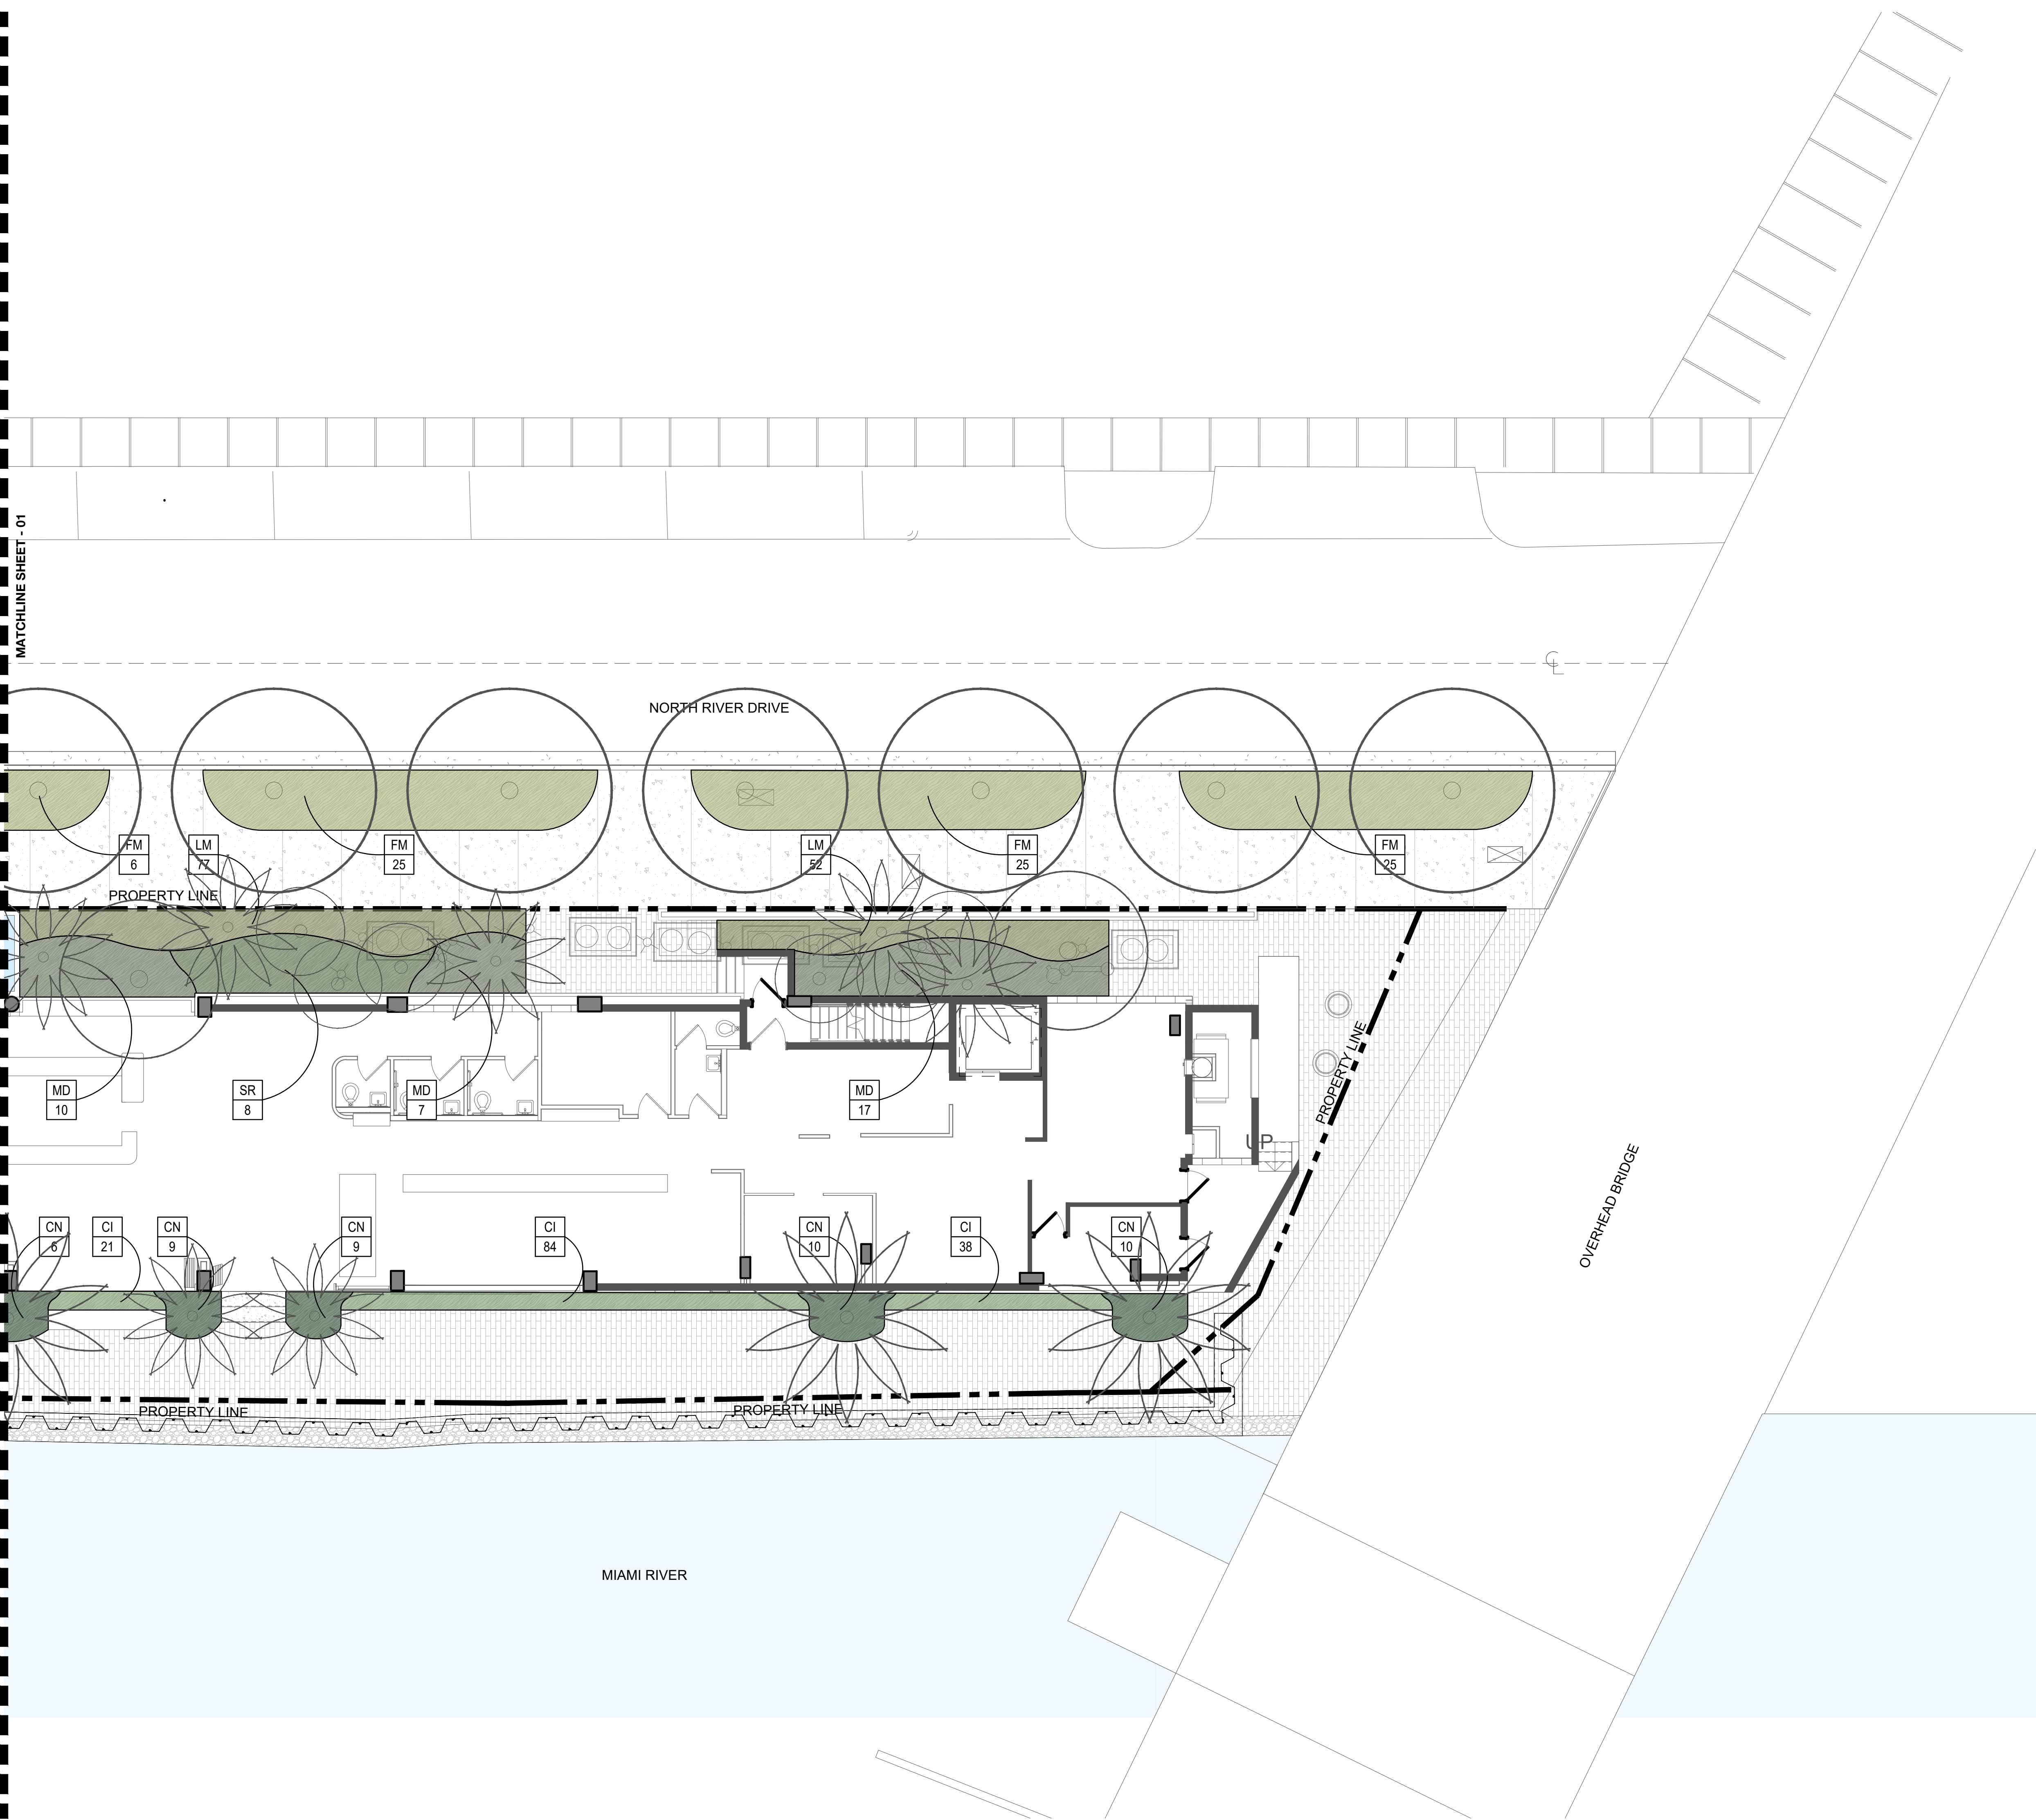 MATCHLINE SHEET - 01
NORTH RIVER DRIVE
FM
6
LM
77
FM
25
LM
52
FM
25
FM
25
PROPERTY LINE
MD
10
SR
8
MD
7
MD
17
PROPERTY LINE
UP
OVERHEAD BRIDGE
CN
6
CI
21
CN
9
CN
9
CI
84
CN
10
CI
38
CN
10
PROPERTY LINE
PROPERTY LINE
MIAMI RIVER